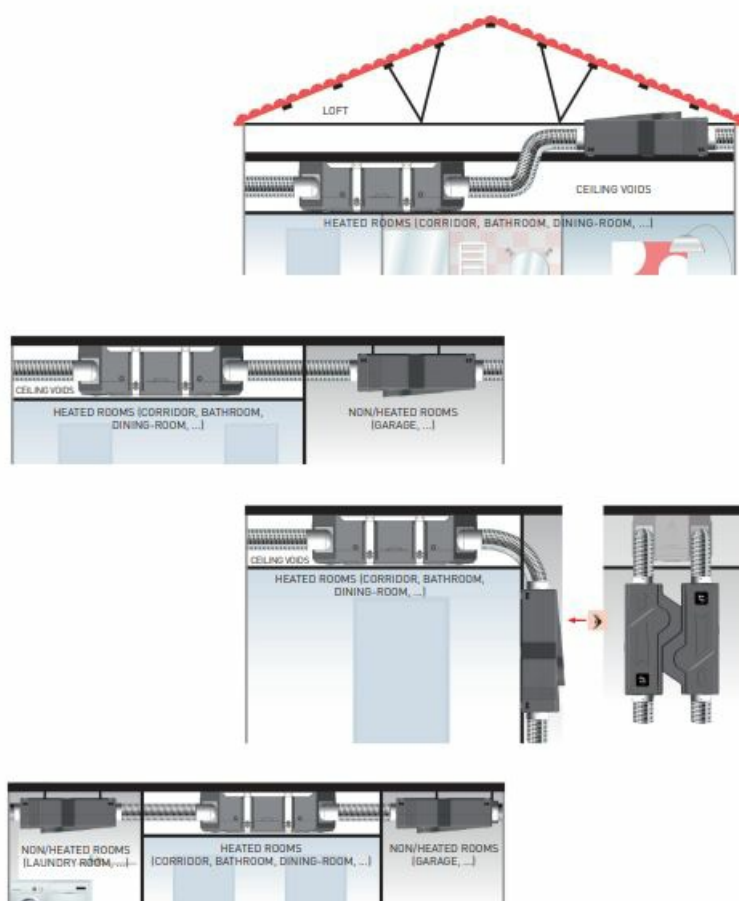 LOFT
CEILING VOIDS
HEATED ROOMS (CORRIDOR, BATHROOM, DINING-ROOM, ...)
CEILING VOIDS
HEATED ROOMS (CORRIDOR, BATHROOM,
DINING-ROOM, ...)
NON/HEATED ROOMS
(GARAGE, ...)
CEILING VOIDS
HEATED ROOMS (CORRIDOR, BATHROOM,
DINING-ROOM, ...)
NON/HEATED ROOMS
(LAUNDRY ROOM, ...)
HEATED ROOMS
(CORRIDOR, BATHROOM, DINING-ROOM, ...)
NON/HEATED ROOMS
(GARAGE, ...)